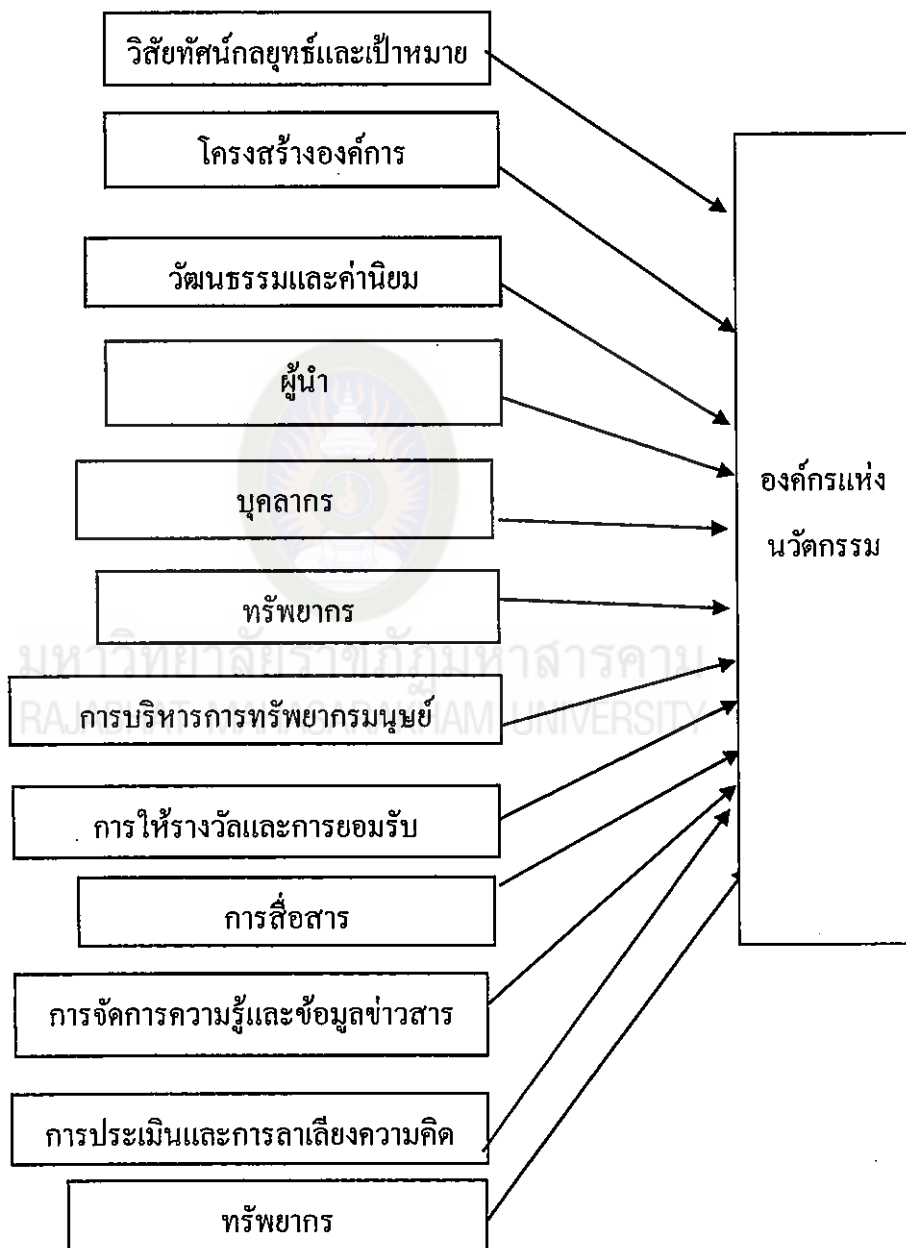 วิสัยทัศน์กลยุทธ์และเป้าหมาย
โครงสร้างองค์การ
วัฒนธรรมและค่านิยม
ผู้นำ
บุคลากร
ทรัพยากร
การบริหารการทรัพยากรมนุษย์
การให้รางวัลและการยอมรับ
การสื่อสาร
การจัดการความรู้และข้อมูลข่าวสาร
การประเมินและการลาเลียงความคิด
ทรัพยากร
องค์กรแห่ง
นวัตกรรม
มหาวิทยาลัยราชภัฏมหาสารคาม
RAJABHAT MAHASARAKHAM UNIVERSITY